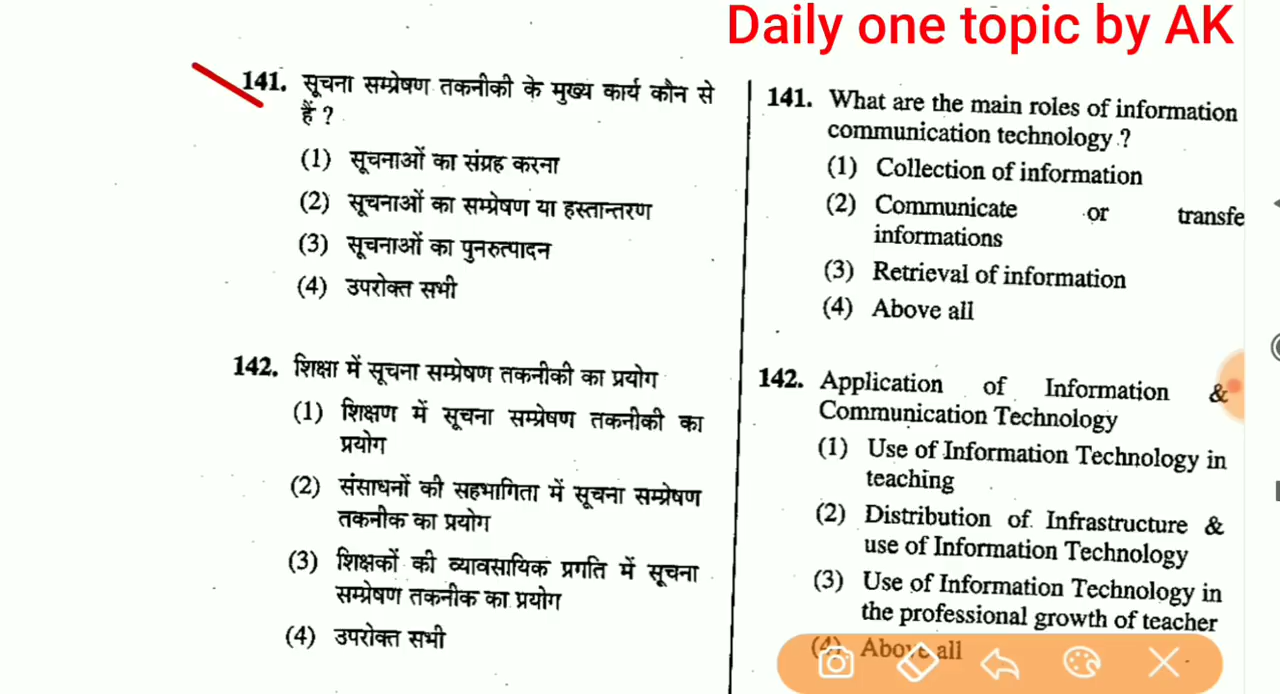 Daily one topic by AK
141. सूचना सम्प्रेषण तकनीकी के मुख्य कार्य कौन से
हैं ?
(1) सूचनाओं का संग्रह करना
(2) सूचनाओं का सम्प्रेषण या हस्तान्तरण
(3) सूचनाओं का पुनरुत्पादन
(4) उपरोक्त सभी
142. शिक्षा में सूचना सम्प्रेषण तकनीकी का प्रयोग
(1) शिक्षण में सूचना सम्प्रेषण तकनीकी का
प्रयोग
(2) संसाधनों की सहभागिता में सूचना सम्प्रेषण
तकनीक का प्रयोग
(3) शिक्षकों की व्यावसायिक प्रगति में सूचना
सम्प्रेषण तकनीक का प्रयोग
(4) उपरोक्त सभी
141. What are the main roles of information
communication technology ?
(1) Collection of information
(2) Communicate or transfe
informations
(3) Retrieval of information
(4) Above all
142. Application of Information &
Communication Technology
(1) Use of Information Technology in
teaching
(2) Distribution of Infrastructure &
use of Information Technology
(3) Use of Information Technology in
the professional growth of teacher
(4) Above all